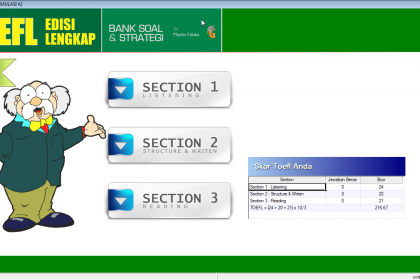 MULASI A]
EFL EDISI LENGKAP
BANK SOAL & STRATEGI
SECTION 1
LISTENING
SECTION 2
STRUCTURE & WRITEN
SECTION 3
READING
Skor Toefl Anda
Section Jawaban Benar Skor
Section 1 - Listening 0 24
Section 2 - Structure & Writen 0 20
Section 3 - Reading 0 21
TOEFL = (24 + 20 + 21) x 10/3 216.67